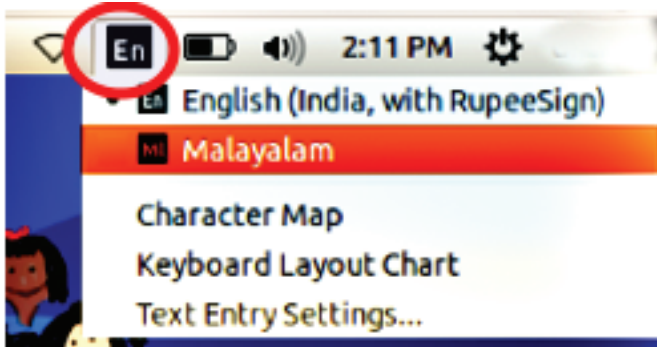 En 2:11 PM
En English (India, with RupeeSign)
Ml Malayalam
Character Map
Keyboard Layout Chart
Text Entry Settings...